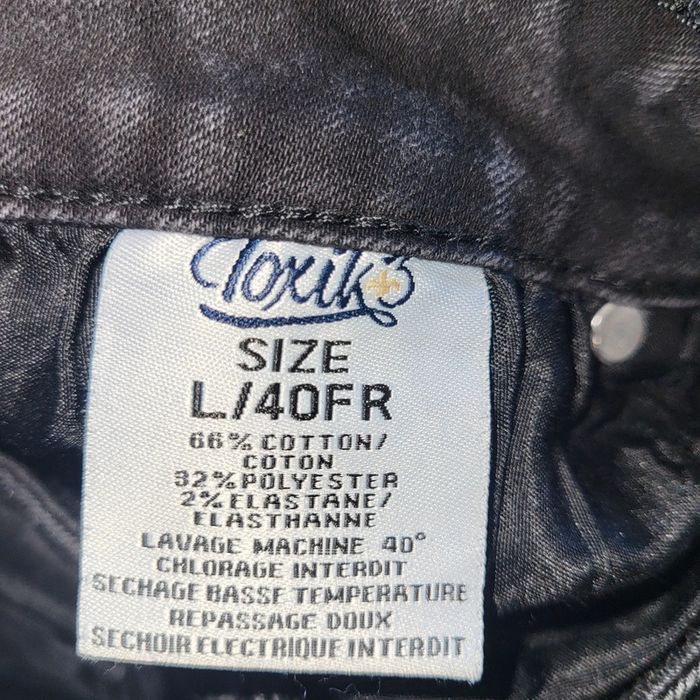 Toxik3
SIZE
L/40FR
66% COTTON/
COTON
32% POLYESTER
2% ELASTANE/
ELASTHANNE
LAVAGE MACHINE 40°
CHLORAGE INTERDIT
SECHAGE BASSE TEMPERATURE
REPASSAGE DOUX
SECHOIR ELECTRIQUE INTERDIT